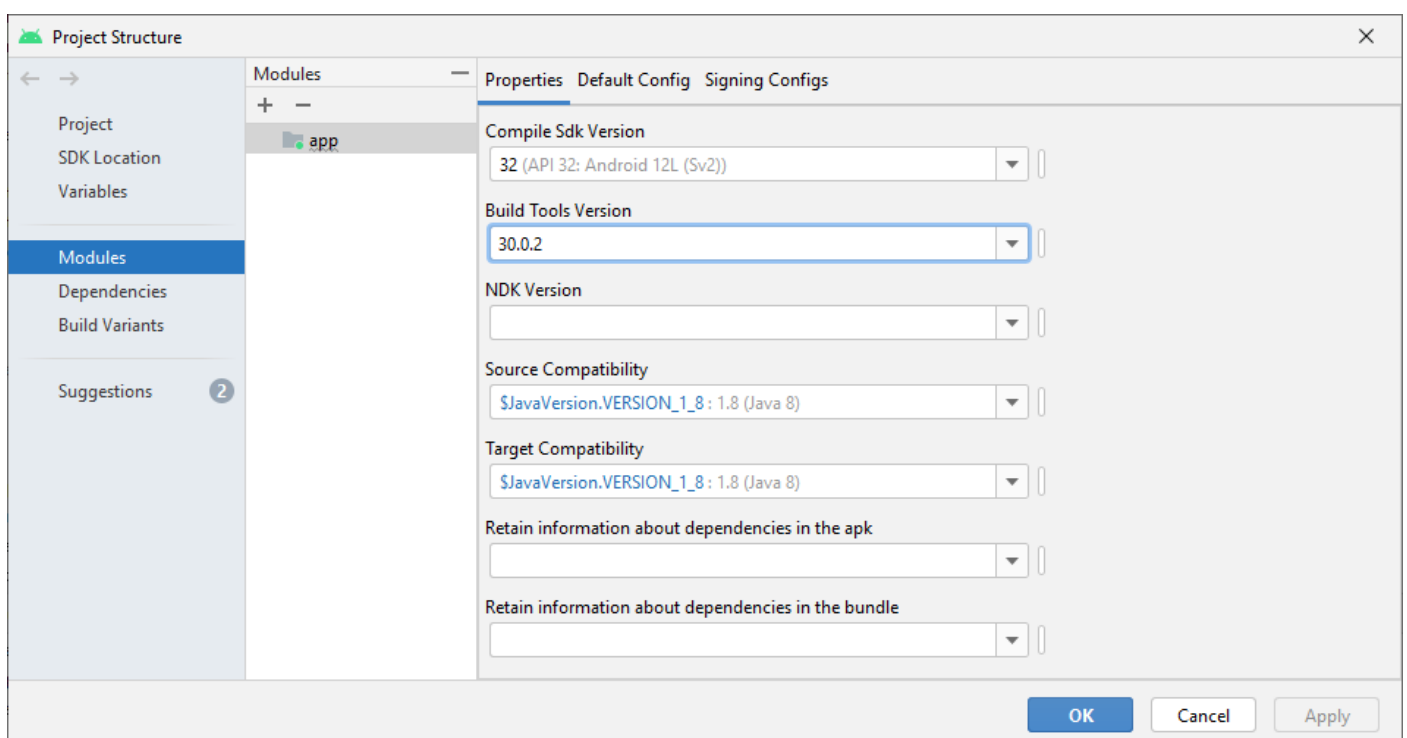 Project Structure
Project
SDK Location
Variables
Modules
Dependencies
Build Variants
Suggestions 2
Modules
app
Properties Default Config Signing Configs
Compile Sdk Version
32 (API 32: Android 12L (Sv2))
Build Tools Version
30.0.2
NDK Version
Source Compatibility
$JavaVersion.VERSION_1_8 : 1.8 (Java 8)
Target Compatibility
$JavaVersion.VERSION_1_8 : 1.8 (Java 8)
Retain information about dependencies in the apk
Retain information about dependencies in the bundle
OK Cancel Apply